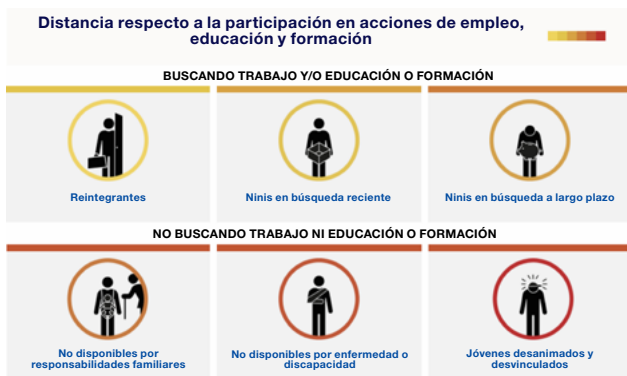 Distancia respecto a la participación en acciones de empleo,
educación y formación
BUSCANDO TRABAJO Y/O EDUCACIÓN O FORMACIÓN
Reintegrantes
Ninis en búsqueda reciente
Ninis en búsqueda a largo plazo
NO BUSCANDO TRABAJO NI EDUCACIÓN O FORMACIÓN
No disponibles por
responsabilidades familiares
No disponibles por enfermedad o
discapacidad
Jóvenes desanimados y
desvinculados